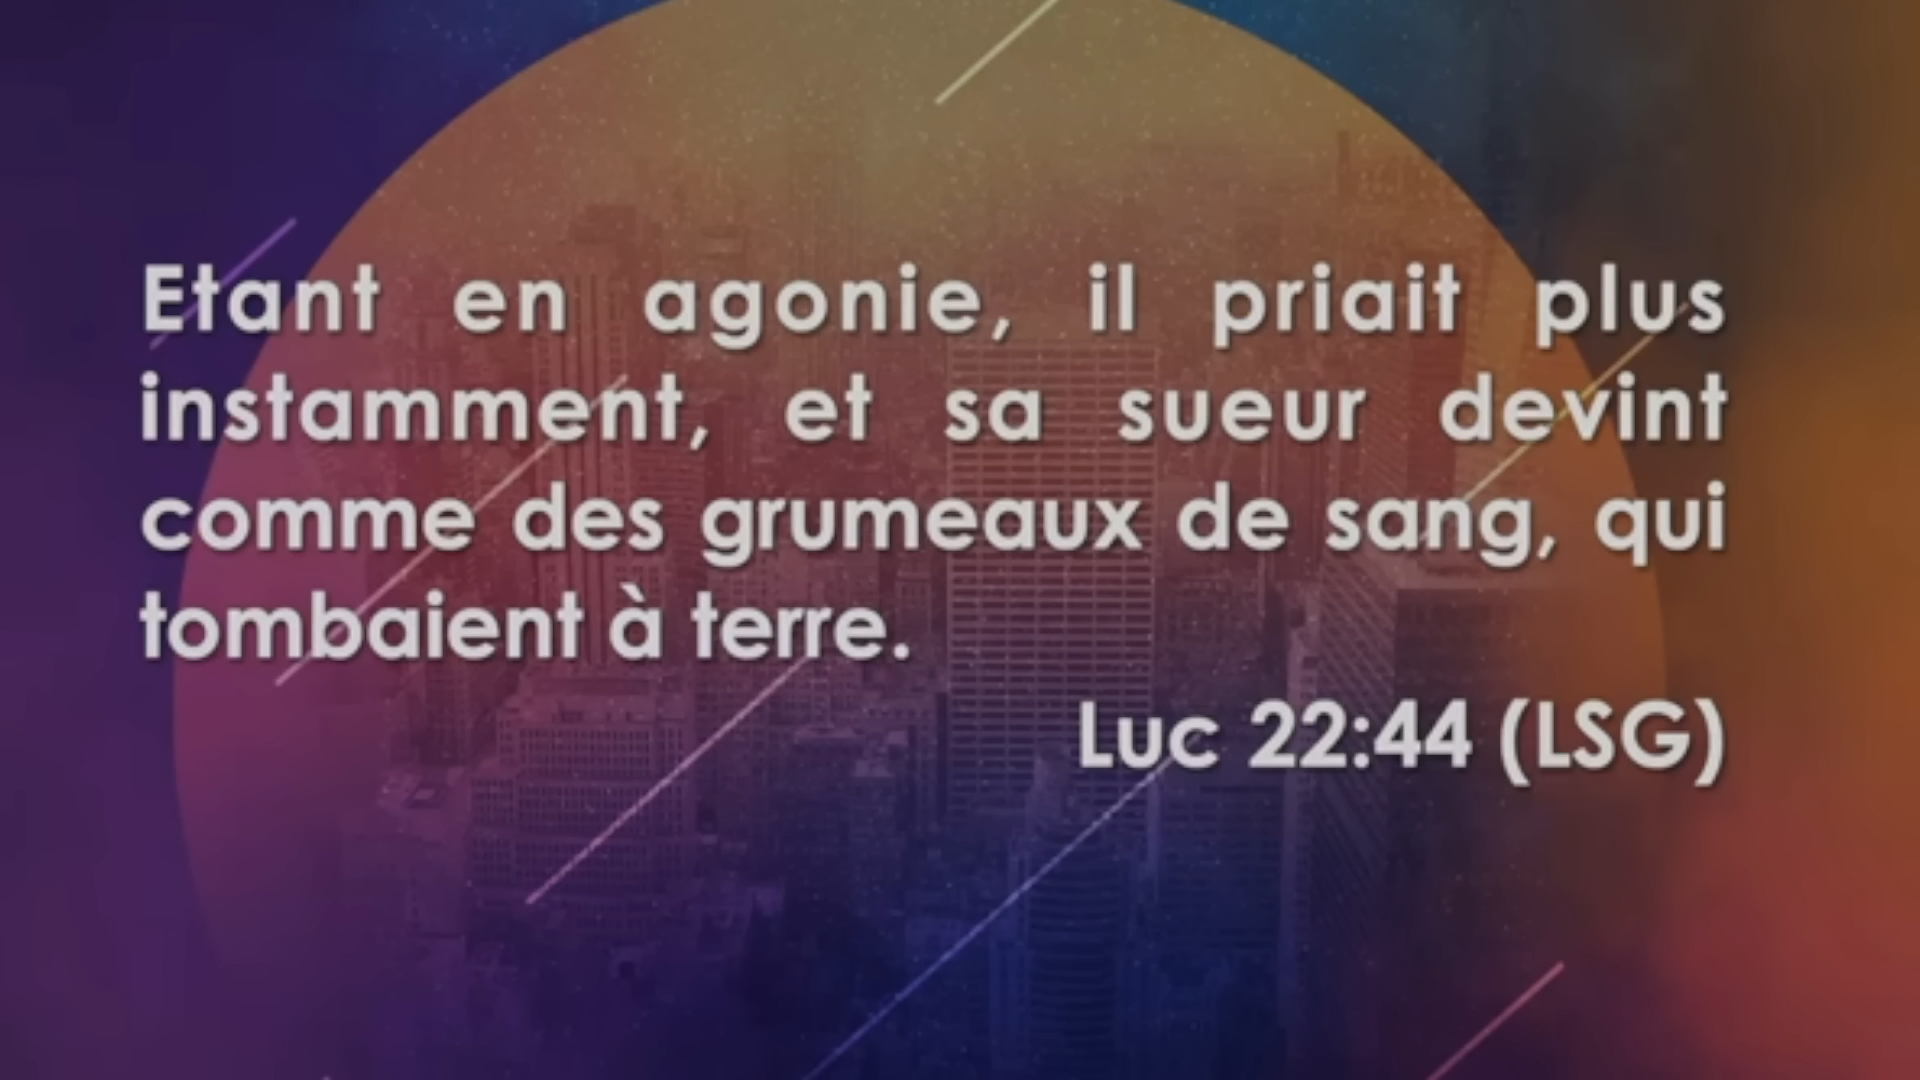 Etant en agonie, il priait plus
instamment, et sa sueur devint
comme des grumeaux de sang, qui
tombaient à terre.
Luc 22:44 (LSG)